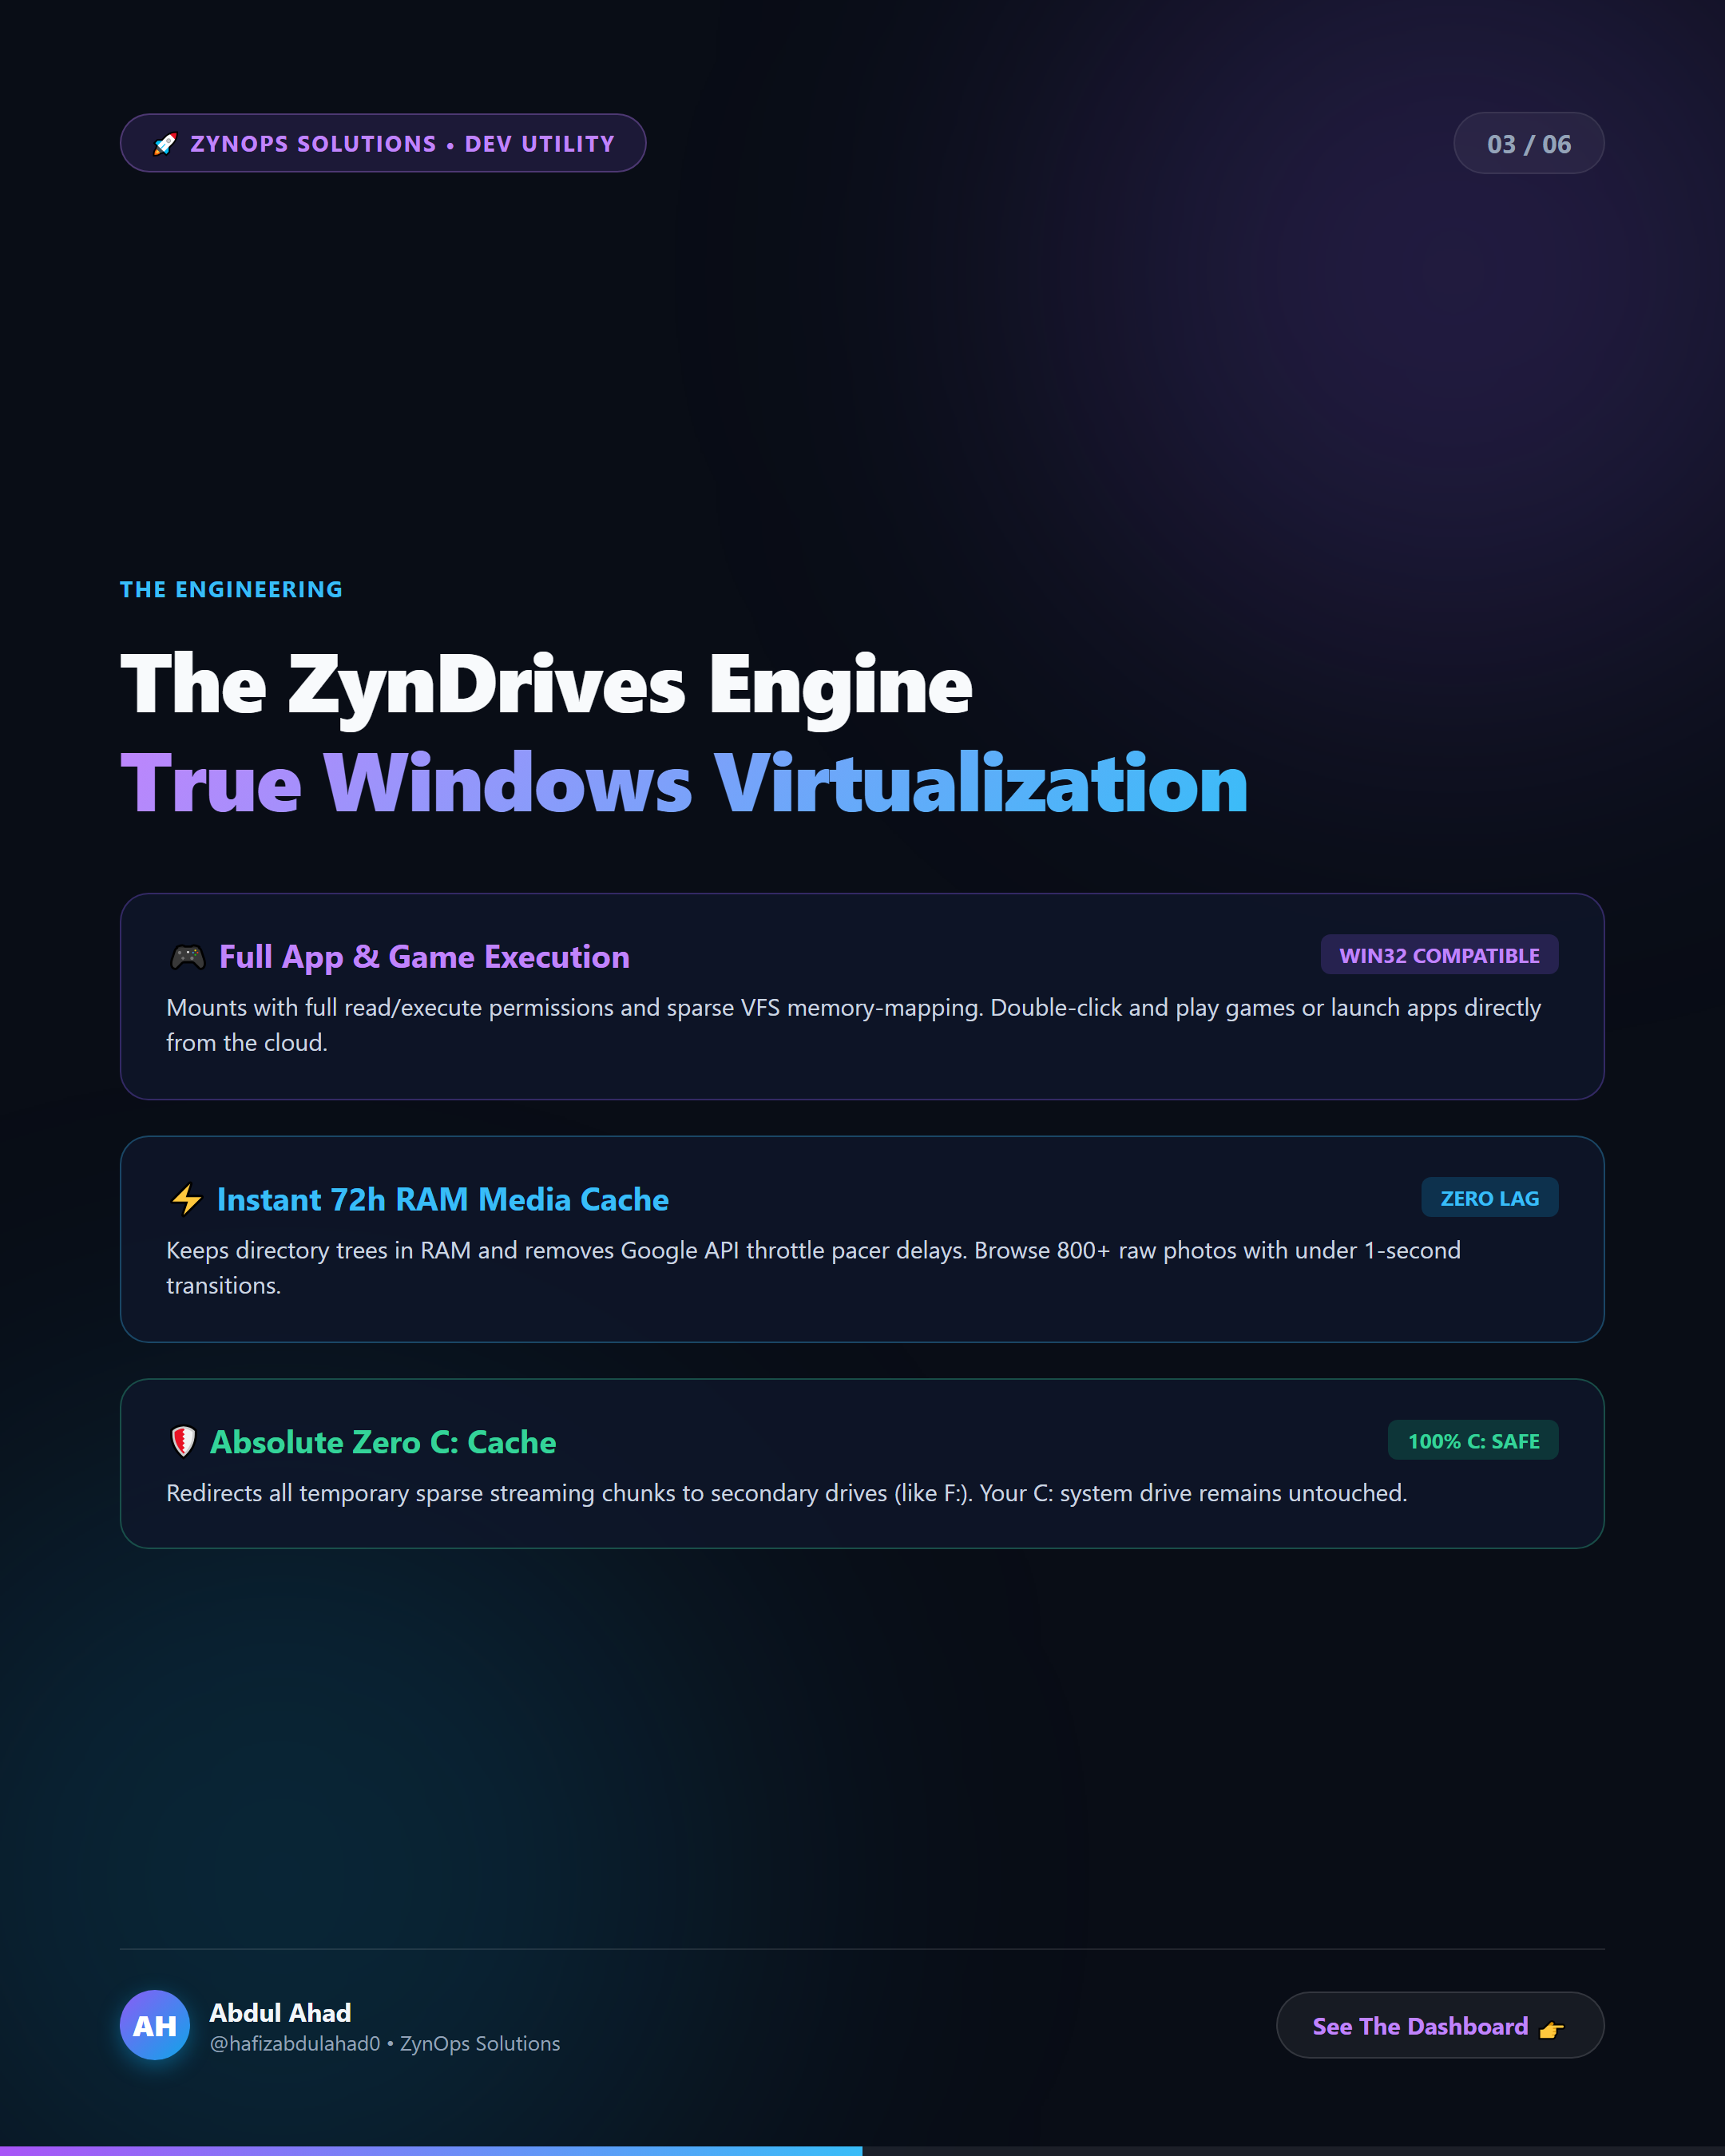 🚀 ZYNOPS SOLUTIONS • DEV UTILITY
03 / 06
THE ENGINEERING
The ZynDrives Engine
True Windows Virtualization
🎮 Full App & Game Execution
WIN32 COMPATIBLE
Mounts with full read/execute permissions and sparse VFS memory-mapping. Double-click and play games or launch apps directly
from the cloud.
⚡ Instant 72h RAM Media Cache
ZERO LAG
Keeps directory trees in RAM and removes Google API throttle pacer delays. Browse 800+ raw photos with under 1-second
transitions.
🛡️ Absolute Zero C: Cache
100% C: SAFE
Redirects all temporary sparse streaming chunks to secondary drives (like F:). Your C: system drive remains untouched.
AH
Abdul Ahad
@hafizabdulahad0 • ZynOps Solutions
See The Dashboard 👉